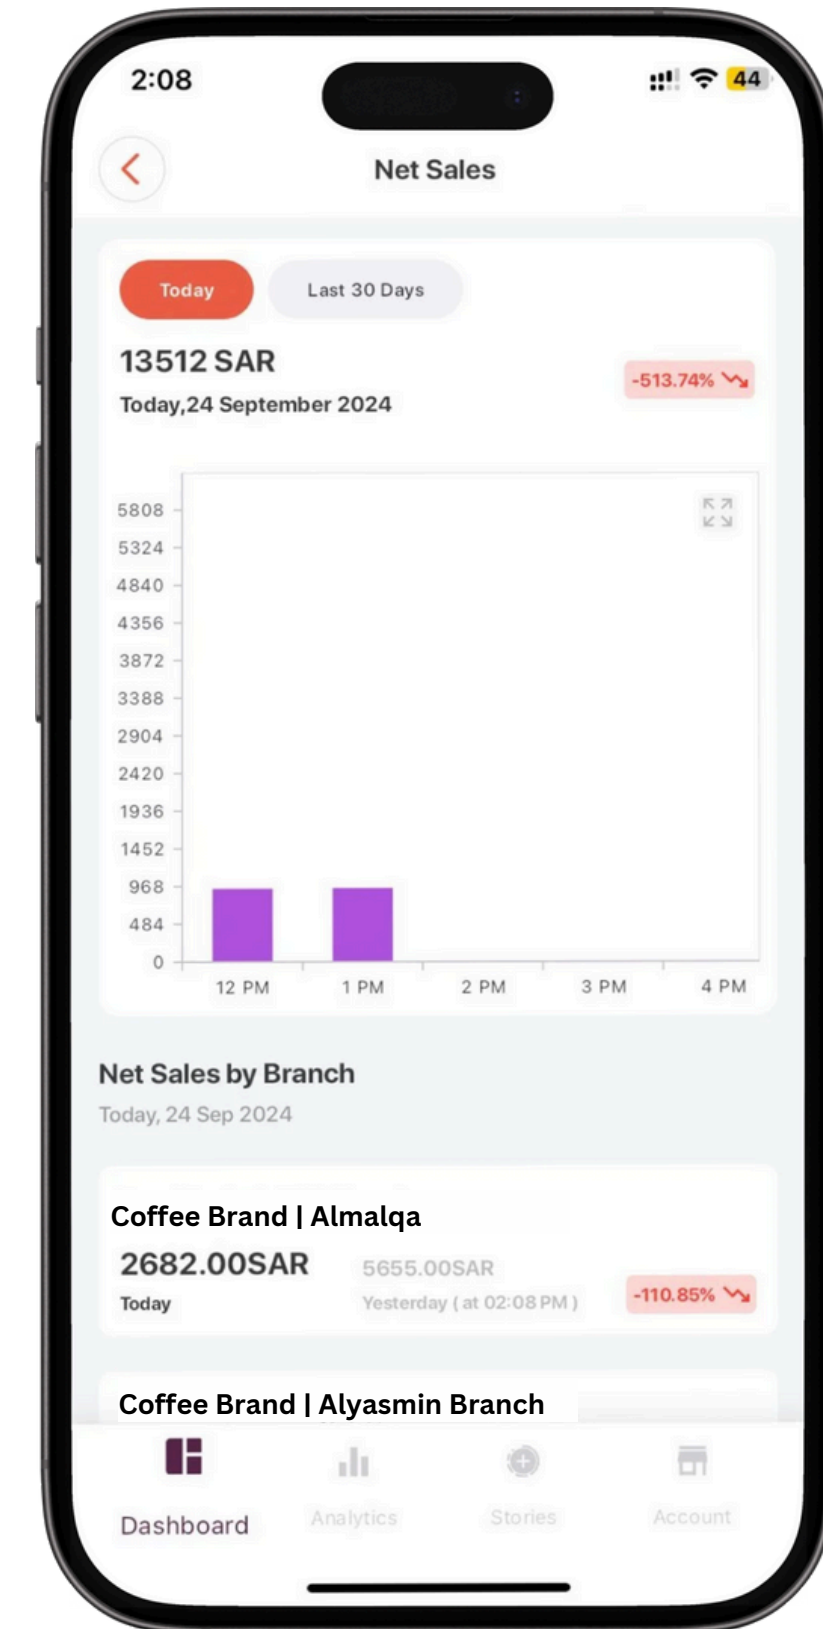 2:08
44
Net Sales
Today
Last 30 Days
13512 SAR
-513.74%
Today,24 September 2024
5808
5324
4840
4356
3872
3388
2904
2420
1936
1452
968
484
0
12 PM
1 PM
2 PM
3 PM
4 PM
Net Sales by Branch
Today, 24 Sep 2024
Coffee Brand | Almalqa
2682.00SAR
5655.00SAR
Today
Yesterday ( at 02:08 PM )
-110.85%
Coffee Brand | Alyasmin Branch
Dashboard
Analytics
Stories
Account